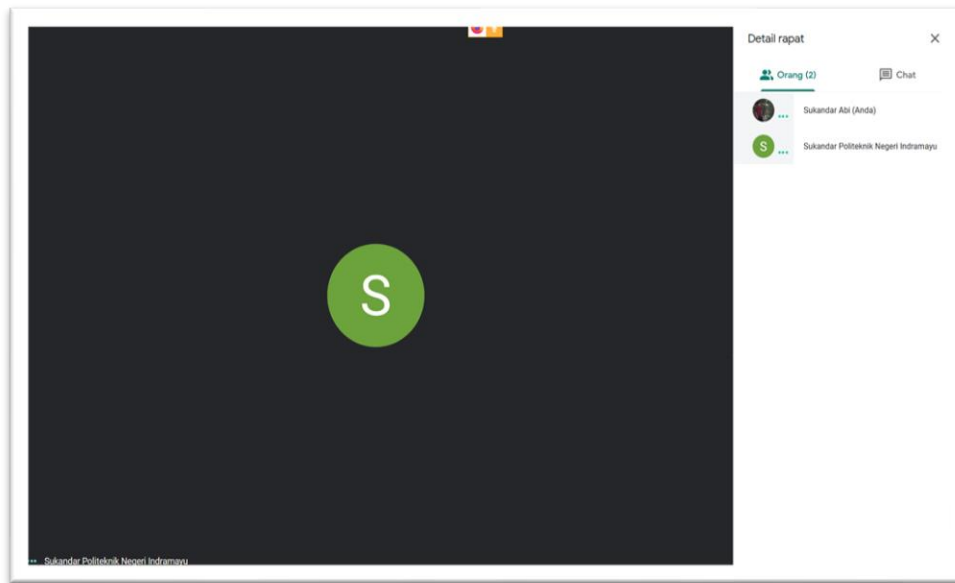 Detail rapat
Orang (2)
Chat
Sukandar Abi (Anda)
S
Sukandar Politeknik Negeri Indramayu
S
Sukandar Politeknik Negeri Indramayu